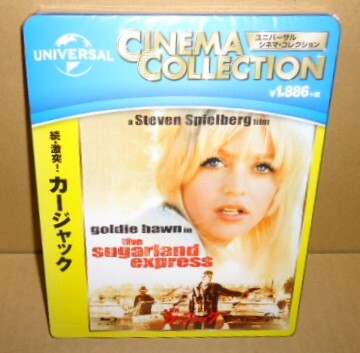 UNIVERSAL
CINEMA
COLLECTION
ユニバーサル
シネマ・コレクション
¥1,886+税
a Steven Spielberg film
続・激突!カージャック
goldie hawn in
the
sugarland
express